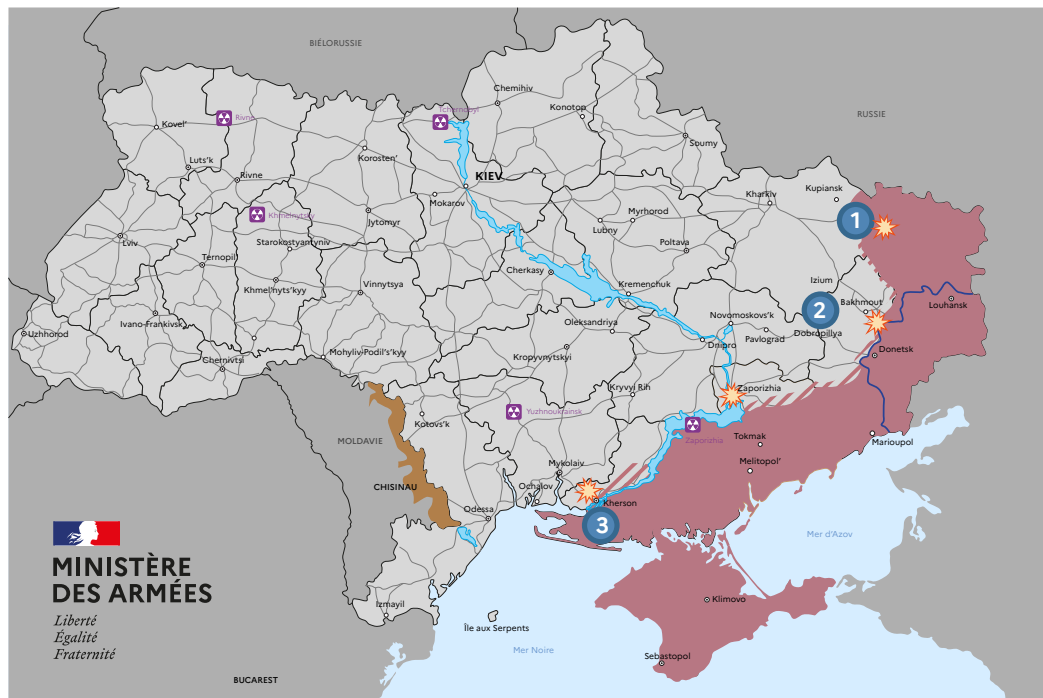 BIÉLORUSSIE
RUSSIE
Chemihiv
Konotop
Tchernobyl
Rivne
Kovel'
Soumy
Korosten'
Luts'k
Rivne
KIEV
Mokarov
Kharkiv
Kupiansk
Khmelnytsky
Jytomyr
Myrhorod
Lubny
1
Lviv
Starokostyantyniv
Poltava
Ternopil
Cherkasy
Izium
Khmel'nyts'kyy
Vinnytsya
Kremenchuk
Bakhmout
Louhansk
2
Ivano-Frankivsk
Novomoskovs'k
Oleksandriya
Uzhhorod
Pavlograd
Dobropillya
Dnipro
Mohyliv-Podil's'kyy
Kropyvnytskyi
Donetsk
Chernivtsi
Kryvyi Rih
Zaporizhia
Yuzhnoukrainsk
Kotovs'k
MOLDAVIE
Tokmak
Zaporizhia
Marioupol
Mykolaiv
Melitopol'
CHISINAU
Ochalov
Kherson
Odessa
3
Mer d'Azov
MINISTÈRE
DES ARMÉES
Liberté
Égalité
Fraternité
Izmayil
Klimovo
Île aux Serpents
Mer Noire
Sebastopol
BUCAREST